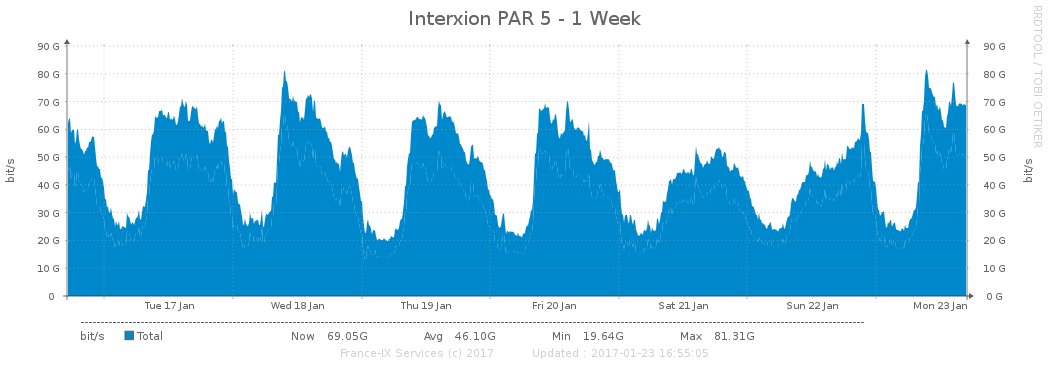 Interxion PAR 5 - 1 Week
RRDTOOL / TOBI OETIKER
bit/s
90 G 90 G
80 G 80 G
70 G 70 G
60 G 60 G
50 G 50 G
40 G 40 G
30 G 30 G
20 G 20 G
10 G 10 G
0 0 G
bit/s
Tue 17 Jan Wed 18 Jan Thu 19 Jan Fri 20 Jan Sat 21 Jan Sun 22 Jan Mon 23 Jan
bit/s Total Now 69.05G Avg 46.10G Min 19.64G Max 81.31G
France-IX Services (c) 2017 Updated : 2017-01-23 16:55:05